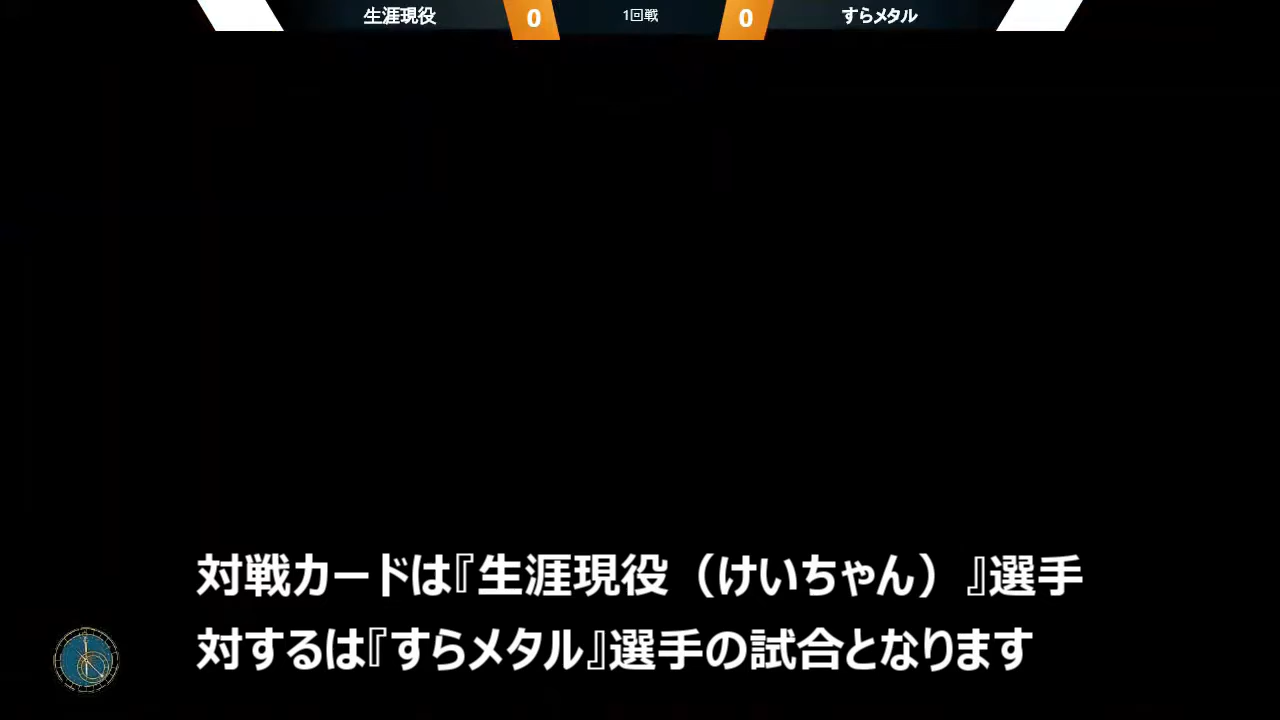 生涯現役 0 1回戦 0 すらメタル
対戦カードは『生涯現役（けいちゃん）』選手
対するは『すらメタル』選手の試合となります